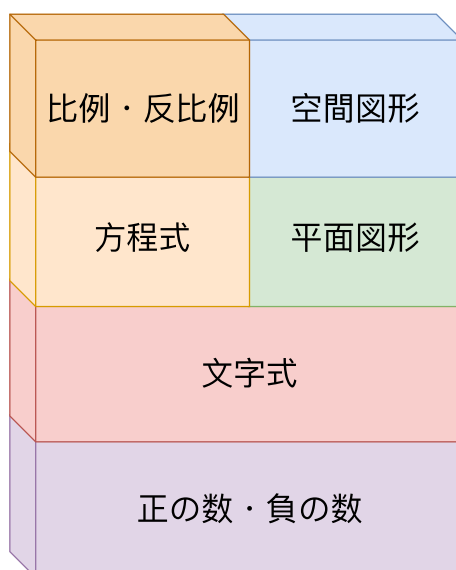 比例・反比例
空間図形
方程式
平面図形
文字式
正の数・負の数